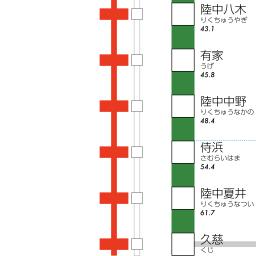 陸中八木
りくちゅうやぎ
43.1
有家
うげ
45.8
陸中中野
りくちゅうなかの
48.4
侍浜
さむらいはま
54.4
陸中夏井
りくちゅうなつい
61.7
久慈
くじ